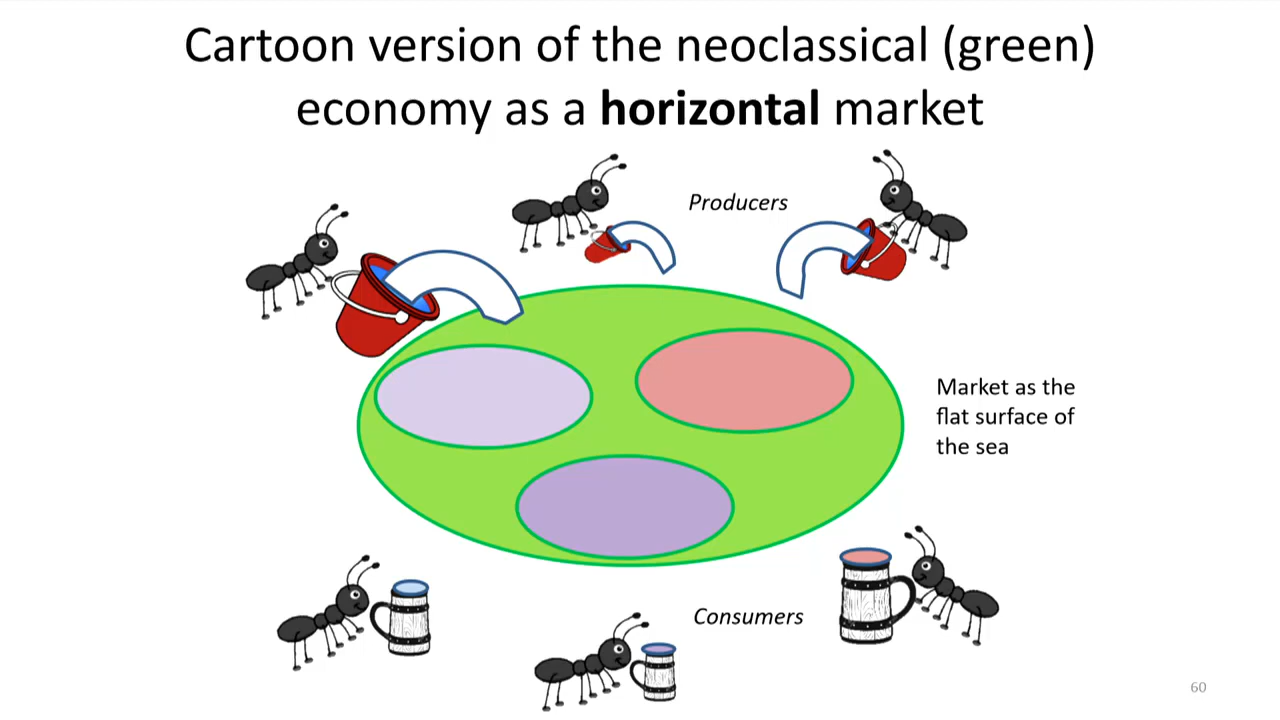 Cartoon version of the neoclassical (green)
economy as a horizontal market
Producers
Market as the
flat surface of
the sea
Consumers
60